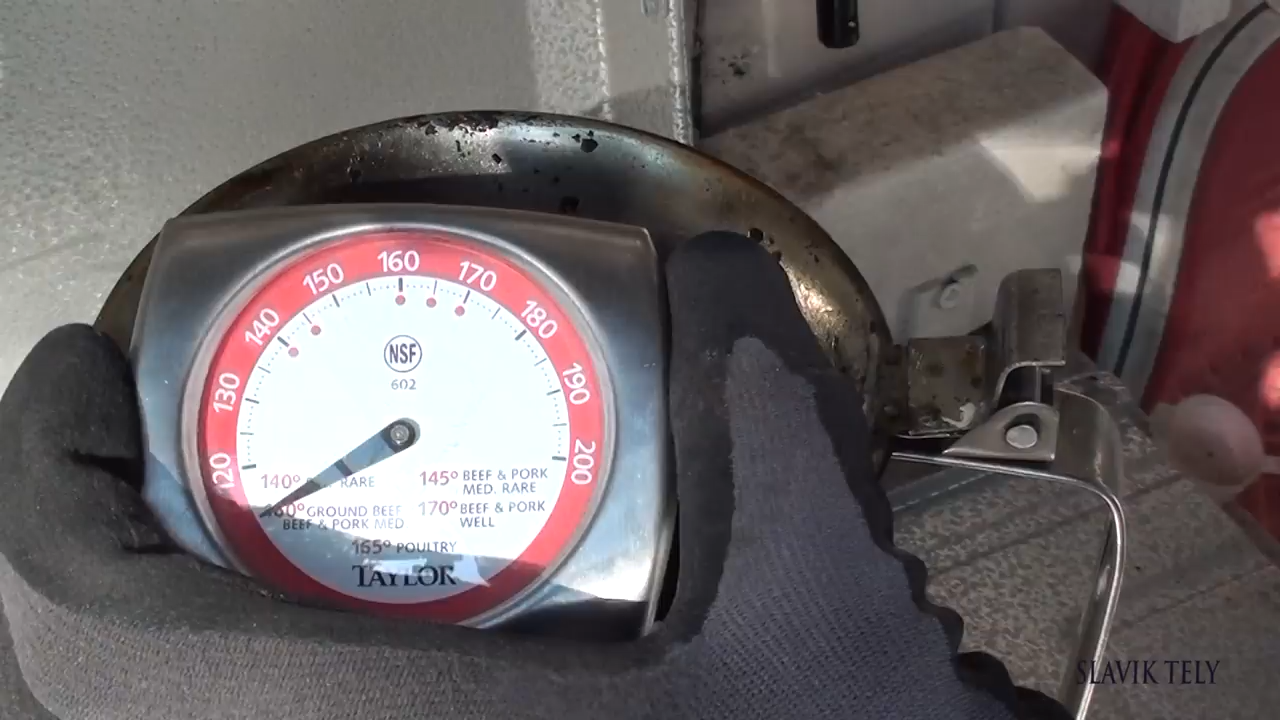 120
130
140
150
160
170
180
190
200
NSF
602
140° RARE
145° BEEF & PORK
MED. RARE
GROUND BEEF
BEEF & PORK MED.
170° BEEF & PORK
WELL
165° POULTRY
TAYLOR
SLAVIK TELY